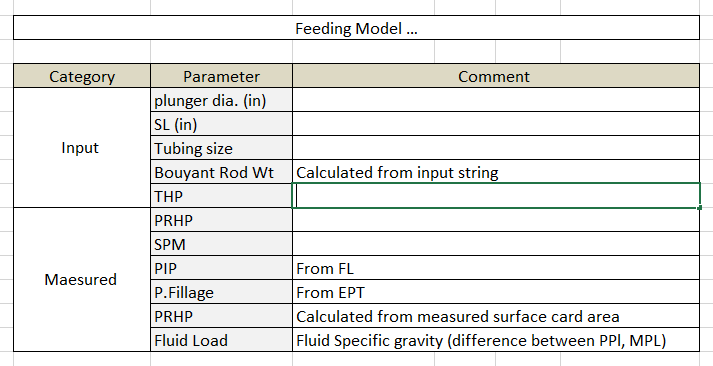 Feeding Model ...
Category Parameter Comment
Input
plunger dia. (in)
SL (in)
Tubing size
Bouyant Rod Wt Calculated from input string
THP
Maesured
PRHP
SPM
PIP From FL
P.Fillage From EPT
PRHP Calculated from measured surface card area
Fluid Load Fluid Specific gravity (difference between PPl, MPL)